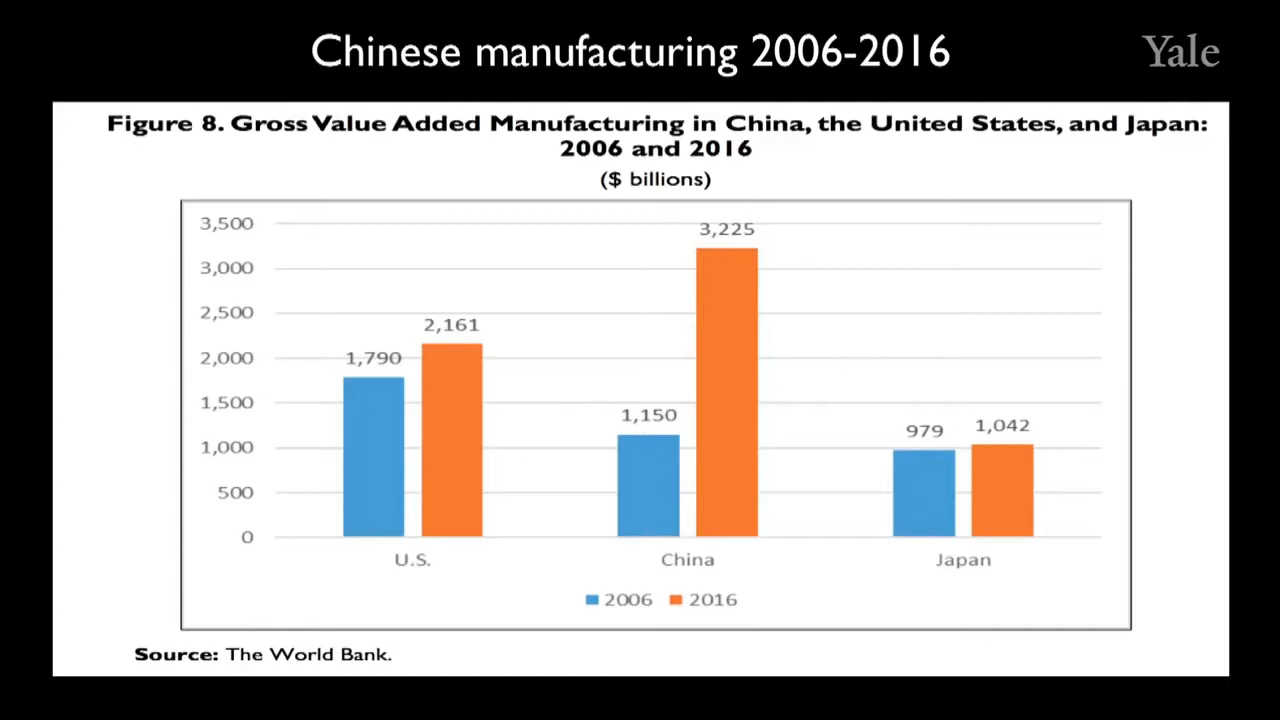 Chinese manufacturing 2006-2016
Yale
Figure 8. Gross Value Added Manufacturing in China, the United States, and Japan:
2006 and 2016
($ billions)
3,500
3,000
2,500
2,000
1,500
1,000
500
0
1,790
2,161
1,150
3,225
979
1,042
U.S.
China
Japan
2006
2016
Source: The World Bank.